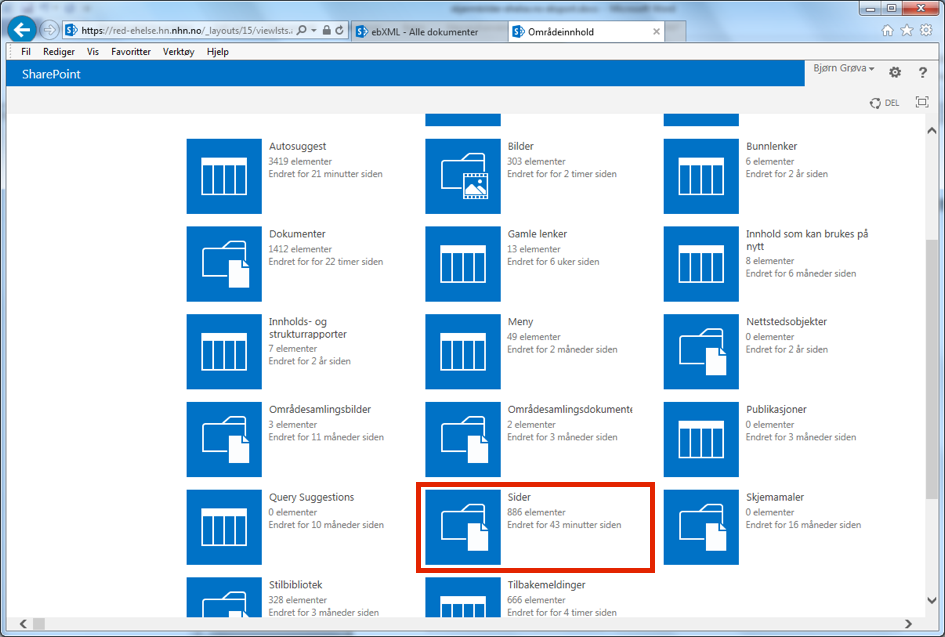 https://red-ehelse.hn.nhn.no/_layouts/15/viewlsts.a
ebXML - Alle dokumenter
Områdeinnhold
Fil Rediger Vis Favoritter Verktøy Hjelp
SharePoint
Bjørn Grøva
DEL
Autosuggest
3419 elementer
Endret for 21 minutter siden
Bilder
303 elementer
Endret for for 2 timer siden
Bunnlenker
6 elementer
Endret for 2 år siden
Dokumenter
1412 elementer
Endret for for 22 timer siden
Gamle lenker
13 elementer
Endret for 6 uker siden
Innhold som kan brukes på
nytt
8 elementer
Endret for 6 måneder siden
Innholds- og
strukturrapporter
7 elementer
Endret for 2 år siden
Meny
49 elementer
Endret for 2 måneder siden
Nettstedsobjekter
0 elementer
Endret for 2 år siden
Områdesamlingsbilder
3 elementer
Endret for 11 måneder siden
Områdesamlingsdokumente
2 elementer
Endret for 3 måneder siden
Publikasjoner
0 elementer
Endret for 3 måneder siden
Query Suggestions
0 elementer
Endret for 10 måneder siden
Sider
886 elementer
Endret for 43 minutter siden
Skjemamaler
0 elementer
Endret for 16 måneder siden
Stilbibliotek
328 elementer
Endret for 3 måneder siden
Tilbakemeldinger
666 elementer
Endret for for 4 timer siden